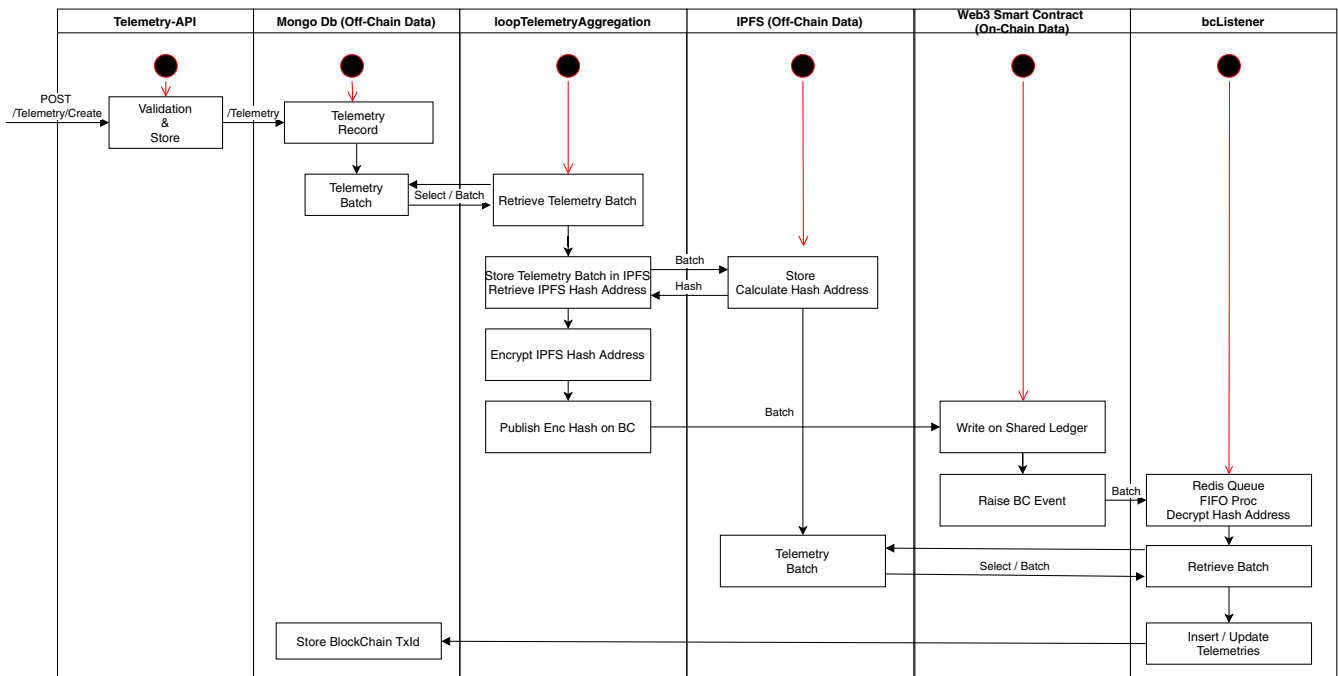 Telemetry-API
Mongo Db (Off-Chain Data)
loopTelemetryAggregation
IPFS (Off-Chain Data)
Web3 Smart Contract
(On-Chain Data)
bcListener
POST
/Telemetry/Create
Validation
&
Store
/Telemetry
Telemetry
Record
Telemetry
Batch
Select / Batch
Retrieve Telemetry Batch
Store Telemetry Batch in IPFS
Retrieve IPFS Hash Address
Batch
Hash
Store
Calculate Hash Address
Encrypt IPFS Hash Address
Publish Enc Hash on BC
Batch
Write on Shared Ledger
Raise BC Event
Batch
Redis Queue
FIFO Proc
Decrypt Hash Address
Telemetry
Batch
Select / Batch
Retrieve Batch
Store BlockChain TxId
Insert / Update
Telemetries